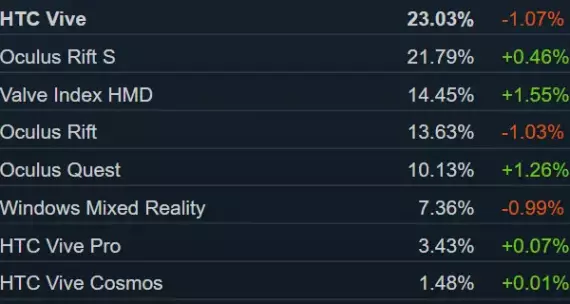 HTC Vive 23.03% -1.07%
Oculus Rift S 21.79% +0.46%
Valve Index HMD 14.45% +1.55%
Oculus Rift 13.63% -1.03%
Oculus Quest 10.13% +1.26%
Windows Mixed Reality 7.36% -0.99%
HTC Vive Pro 3.43% +0.07%
HTC Vive Cosmos 1.48% +0.01%